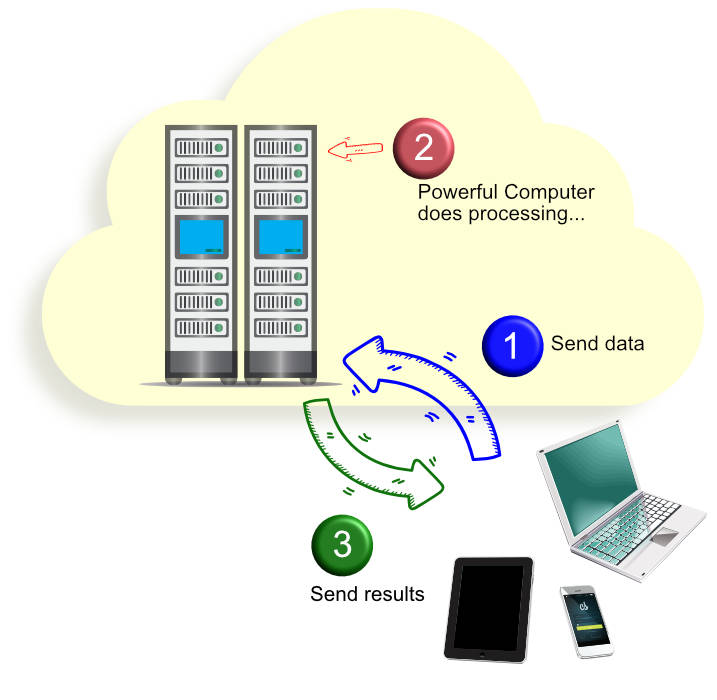 2
Powerful Computer
does processing...
1
Send data
3
Send results